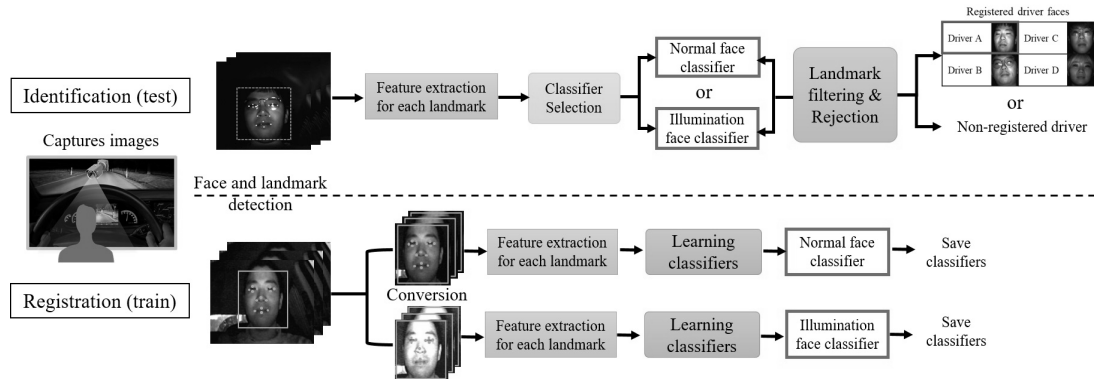 Registered driver faces
Driver A
Driver C
Driver B
Driver D
or
Non-registered driver
Identification (test)
Feature extraction
for each landmark
Classifier
Selection
Normal face
classifier
or
Illumination
face classifier
Landmark
filtering &
Rejection
Captures images
Face and landmark
detection
Registration (train)
Conversion
Feature extraction
for each landmark
Learning
classifiers
Normal face
classifier
Save
classifiers
Feature extraction
for each landmark
Learning
classifiers
Illumination
face classifier
Save
classifiers